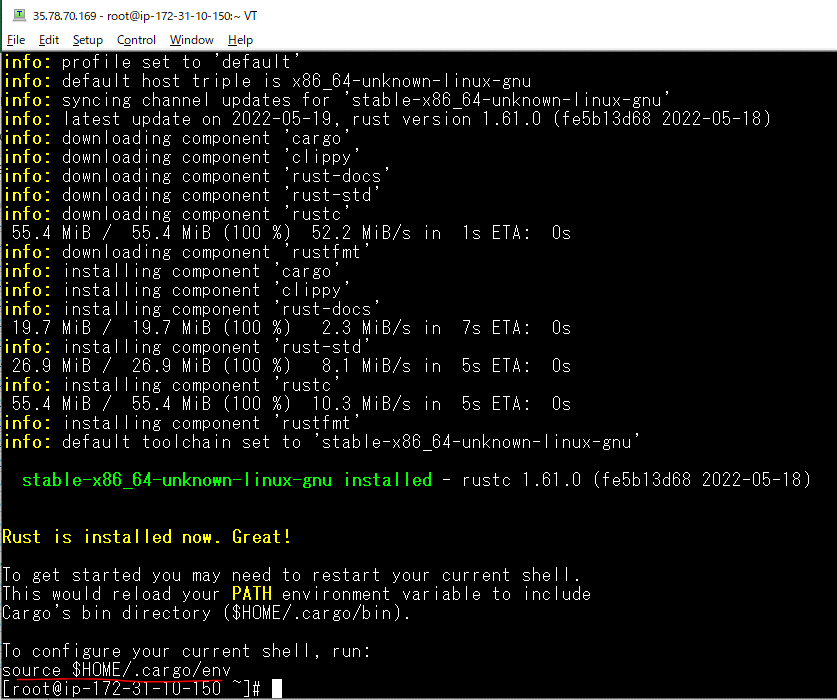 35.78.70.169 - root@ip-172-31-10-150:~ VT
File Edit Setup Control Window Help
info: profile set to 'default'
info: default host triple is x86_64-unknown-linux-gnu
info: syncing channel updates for 'stable-x86_64-unknown-linux-gnu'
info: latest update on 2022-05-19, rust version 1.61.0 (fe5b13d68 2022-05-18)
info: downloading component 'cargo'
info: downloading component 'clippy'
info: downloading component 'rust-docs'
info: downloading component 'rust-std'
info: downloading component 'rustc'
55.4 MiB / 55.4 MiB (100 %) 52.2 MiB/s in 1s ETA: 0s
info: downloading component 'rustfmt'
info: installing component 'cargo'
info: installing component 'clippy'
info: installing component 'rust-docs'
19.7 MiB / 19.7 MiB (100 %) 2.3 MiB/s in 7s ETA: 0s
info: installing component 'rust-std'
26.9 MiB / 26.9 MiB (100 %) 8.1 MiB/s in 5s ETA: 0s
info: installing component 'rustc'
55.4 MiB / 55.4 MiB (100 %) 10.3 MiB/s in 5s ETA: 0s
info: installing component 'rustfmt'
info: default toolchain set to 'stable-x86_64-unknown-linux-gnu'
stable-x86_64-unknown-linux-gnu installed - rustc 1.61.0 (fe5b13d68 2022-05-18)
Rust is installed now. Great!
To get started you may need to restart your current shell.
This would reload your PATH environment variable to include
Cargo's bin directory ($HOME/.cargo/bin).
To configure your current shell, run:
source $HOME/.cargo/env
[root@ip-172-31-10-150 ~]#